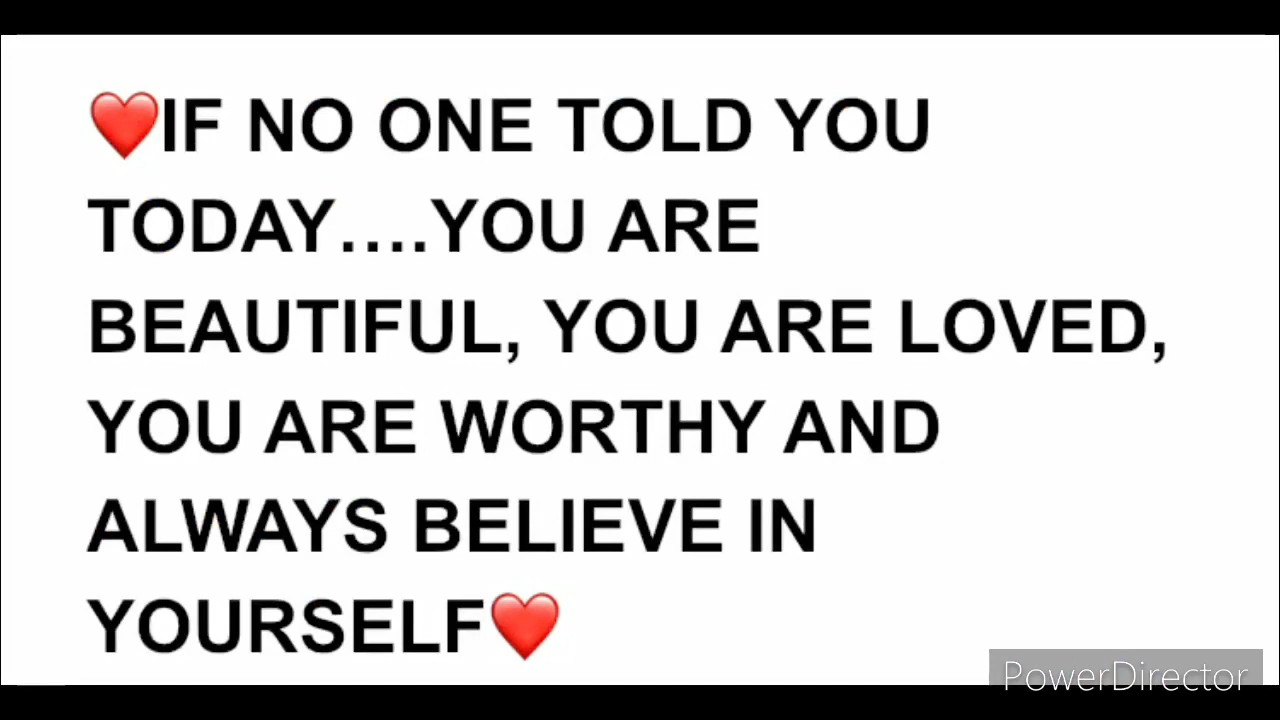 ❤️IF NO ONE TOLD YOU
TODAY....YOU ARE
BEAUTIFUL, YOU ARE LOVED,
YOU ARE WORTHY AND
ALWAYS BELIEVE IN
YOURSELF❤️
PowerDirector